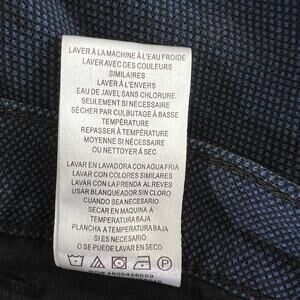 LAVER À LA MACHINE À L'EAU FROIDE
LAVER AVEC DES COULEURS
SIMILAIRES
LAVER À L'ENVERS
EAU DE JAVEL SANS CHLORURE
SEULEMENT SI NECESSAIRE
SÉCHER PAR CULBUTAGE À BASSE
TEMPÉRATURE
REPASSER À TEMPÉRATURE
MOYENNE SI NECESSAIRE
OU NETTOYER À SEC
LAVAR EN LAVADORA CON AGUA FRIA
LAVAR CON COLORES SIMILARES
LAVAR CON LA PRENDA AL REVES
USAR BLANQUEADOR SIN CLORO
CUANDO SEA NECESARIO
SECAR EN MAQUINA A
TEMPERATURA BAJA
PLANCHA A TEMPERATURA BAJA
SI ES NECESARIO
O SE PUEDE LAVAR EN SECO